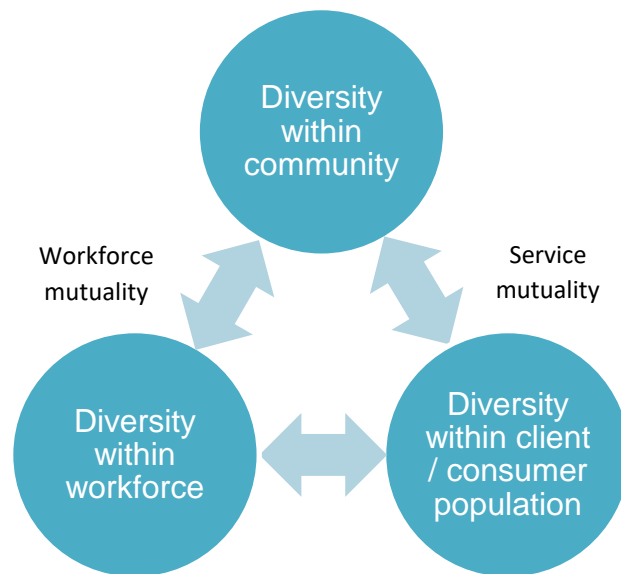 Diversity
within
community
Workforce
mutuality
Service
mutuality
Diversity
within
workforce
Diversity
within client
/ consumer
population